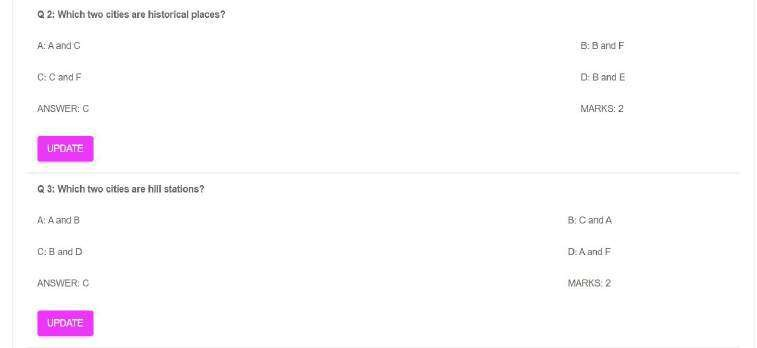 Q 2: Which two cities are historical places?
A: A and C B: B and F
C: C and F D: B and E
ANSWER: C MARKS: 2
UPDATE
Q 3: Which two cities are hill stations?
A: A and B B: C and A
C: B and D D: A and F
ANSWER: C MARKS: 2
UPDATE